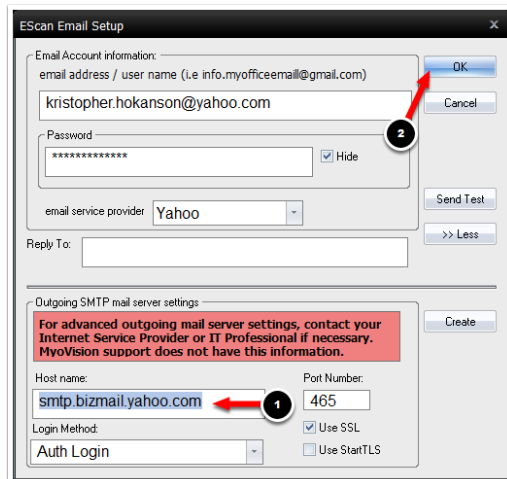 EScan Email Setup x
Email Account information:
email address / user name (i.e info.myofficeemail@gmail.com)
OK
kristopher.hokanson@yahoo.com
Cancel
2
Password
*************
Hide
Send Test
email service provider Yahoo
>> Less
Reply To:
Outgoing SMTP mail server settings
Create
For advanced outgoing mail server settings, contact your
Internet Service Provider or IT Professional if necessary.
MyoVision support does not have this information.
Host name: Port Number:
smtp.bizmail.yahoo.com 1 465
Login Method: Use SSL
Auth Login Use StartTLS